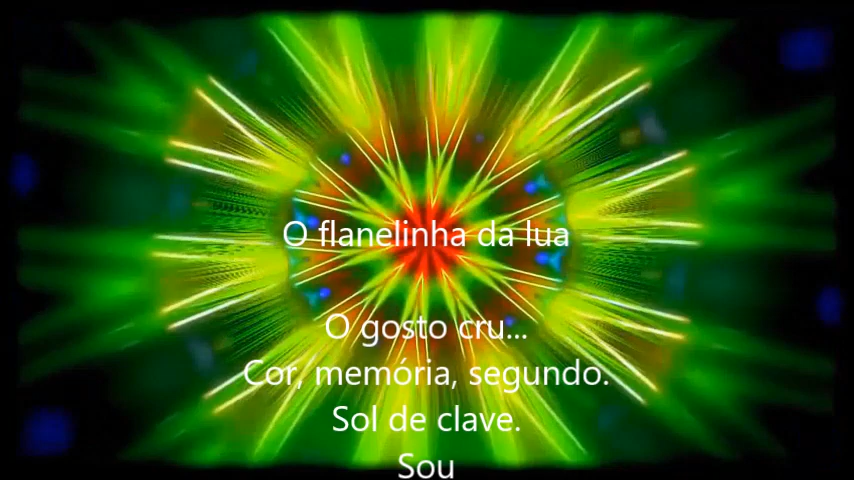 O flanelinha da lua
O gosto cru...
Cor, memória, segundo.
Sol de clave.
Sou